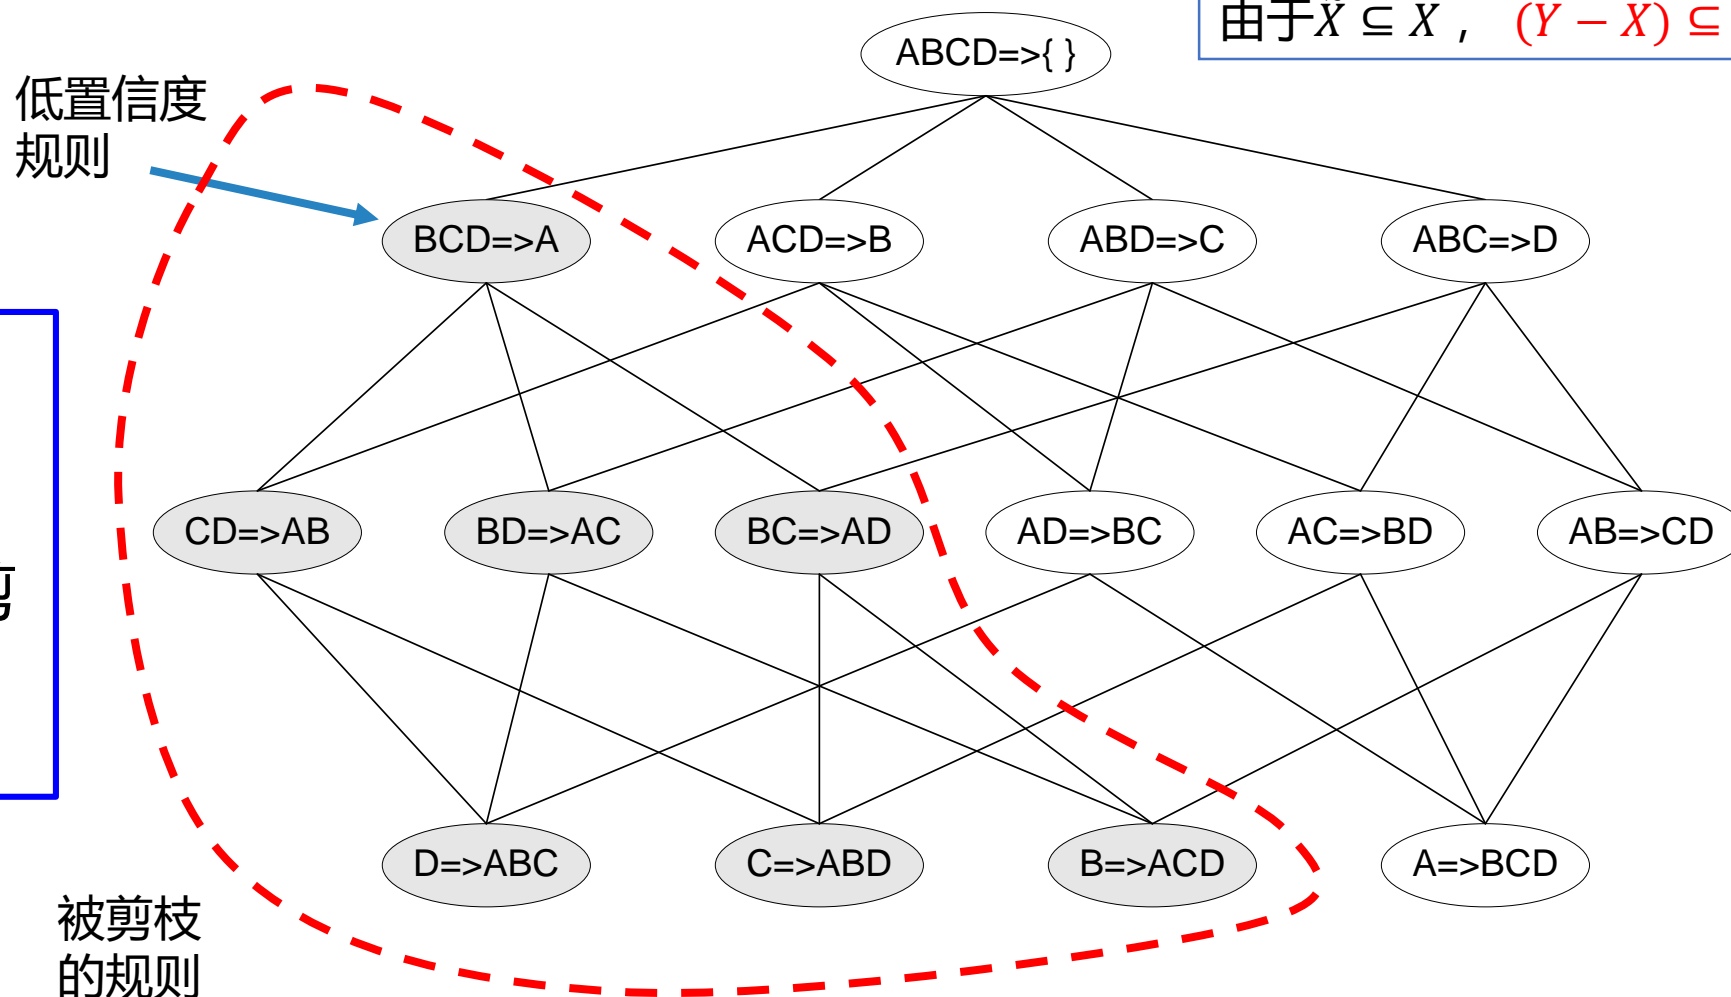 由于X̃ ⊆ X ， (Y − X) ⊆
ABCD=>{ }
低置信度
规则
BCD=>A
ACD=>B
ABD=>C
ABC=>D
CD=>AB
BD=>AC
BC=>AD
AD=>BC
AC=>BD
AB=>CD
剪
D=>ABC
C=>ABD
B=>ACD
A=>BCD
被剪枝
的规则